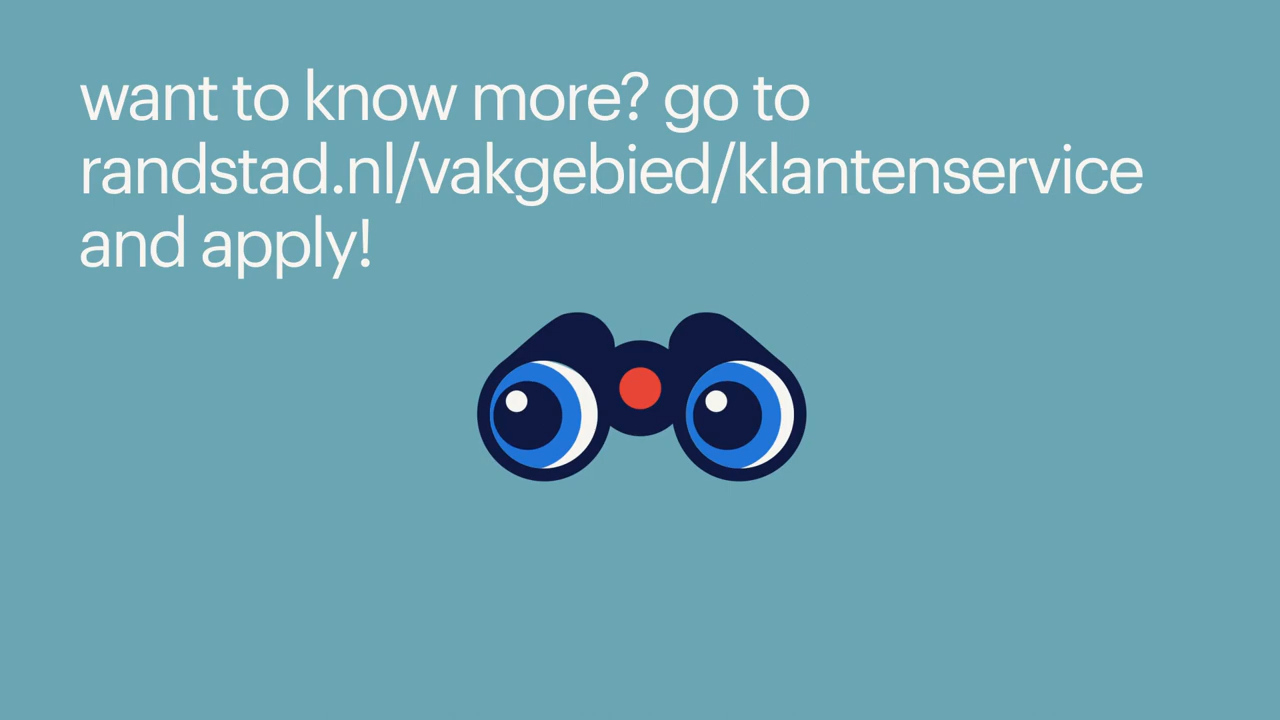 want to know more? go to
randstad.nl/vakgebied/klantenservice
and apply!